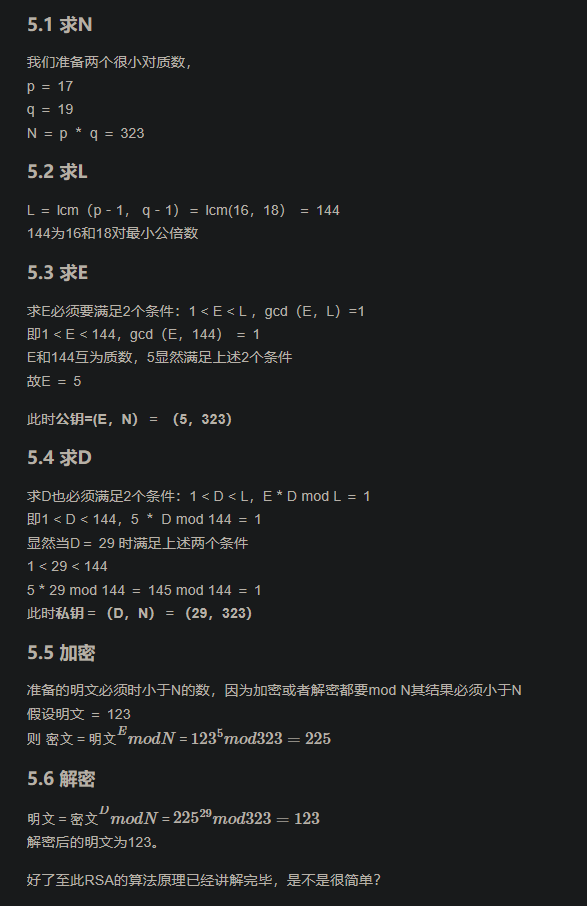 5.1 求N
我们准备两个很小对质数，
p = 17
q = 19
N = p * q = 323
5.2 求L
L = lcm（p - 1， q - 1）= lcm(16，18） = 144
144为16和18对最小公倍数
5.3 求E
求E必须要满足2个条件：1 < E < L ，gcd（E，L）=1
即1 < E < 144，gcd（E，144） = 1
E和144互为质数，5显然满足上述2个条件
故E = 5
此时公钥=(E，N） = （5，323）
5.4 求D
求D也必须满足2个条件：1 < D < L，E * D mod L = 1
即1 < D < 144，5 * D mod 144 = 1
显然当D = 29 时满足上述两个条件
1 < 29 < 144
5 * 29 mod 144 = 145 mod 144 = 1
此时私钥 = （D，N） = （29，323）
5.5 加密
准备的明文必须时小于N的数，因为加密或者解密都要mod N其结果必须小于N
假设明文 = 123
则 密文 = 明文^E modN = 123^5 mod323 = 225
5.6 解密
明文 = 密文^D modN = 225^29 mod323 = 123
解密后的明文为123。
好了至此RSA的算法原理已经讲解完毕，是不是很简单？